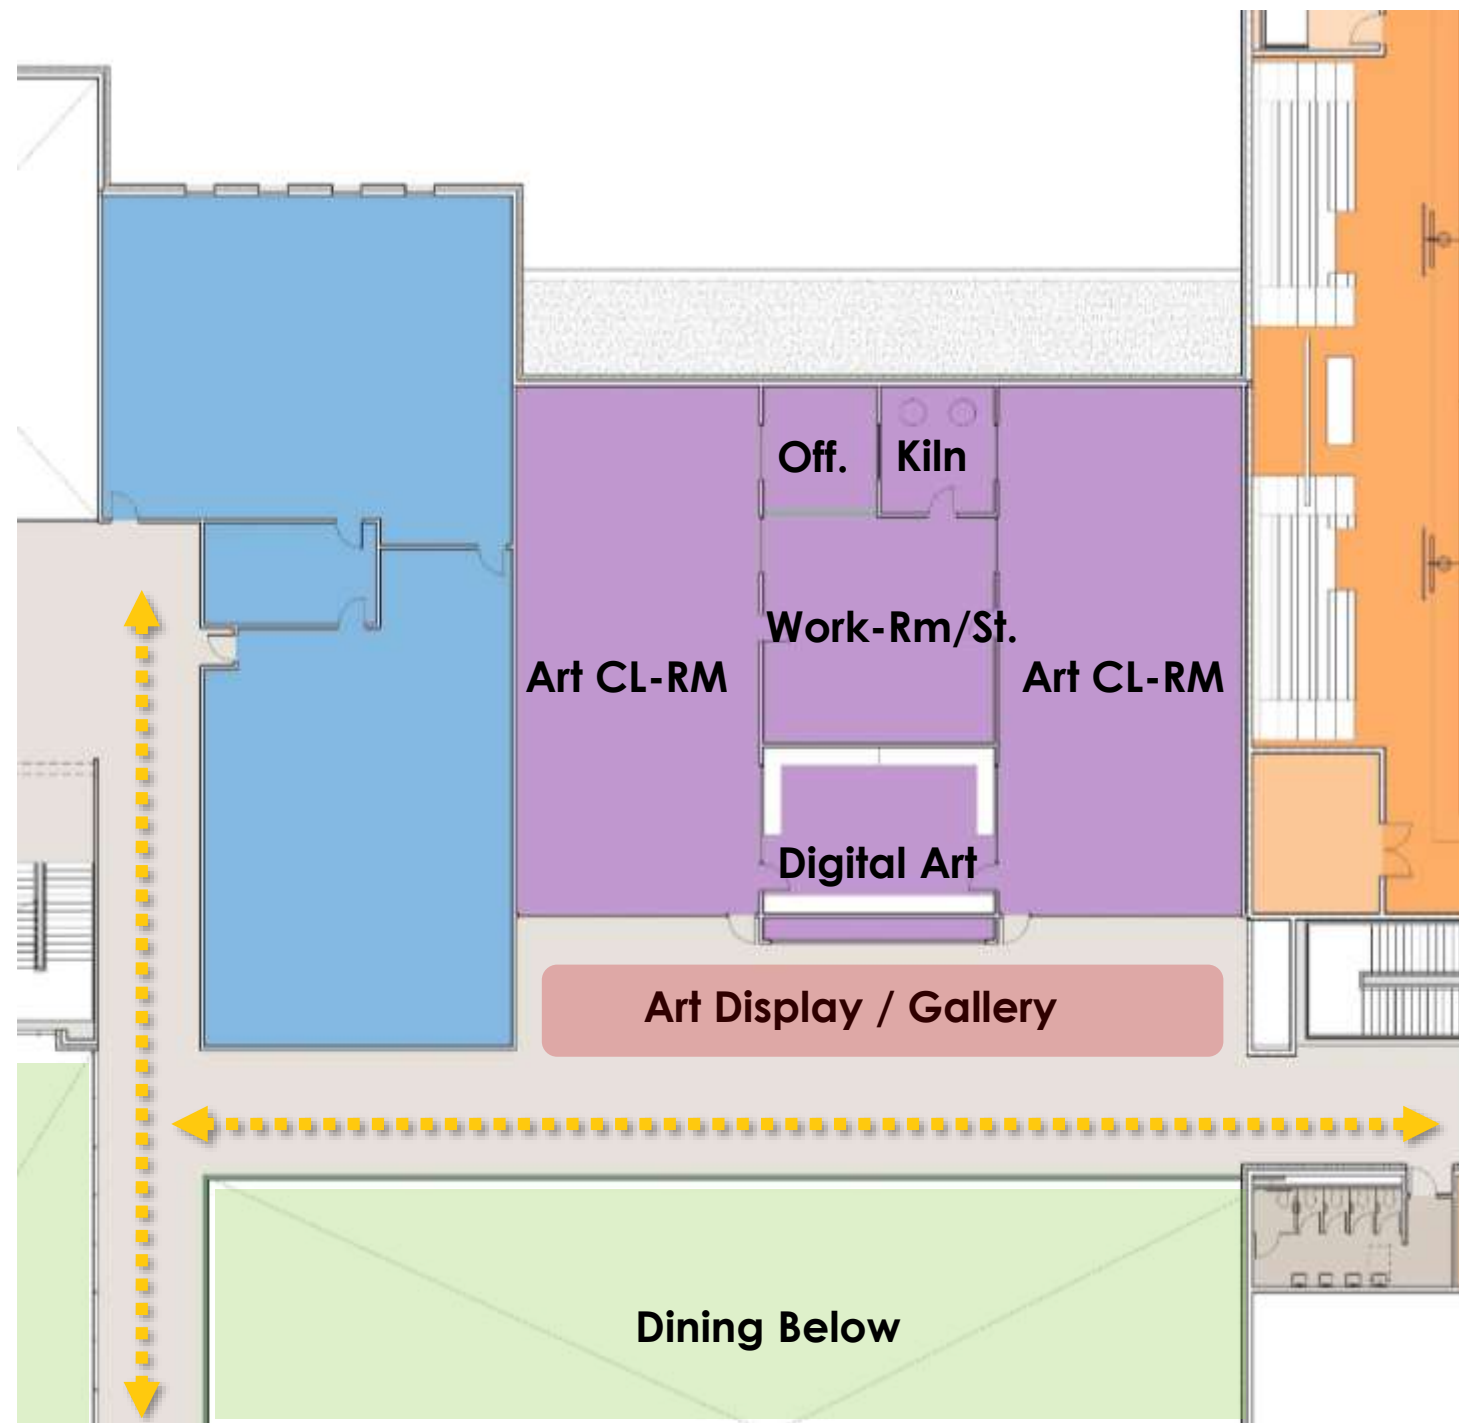 Off.
Kiln
Work-Rm/St.
Art CL-RM
Art CL-RM
Digital Art
Art Display / Gallery
Dining Below